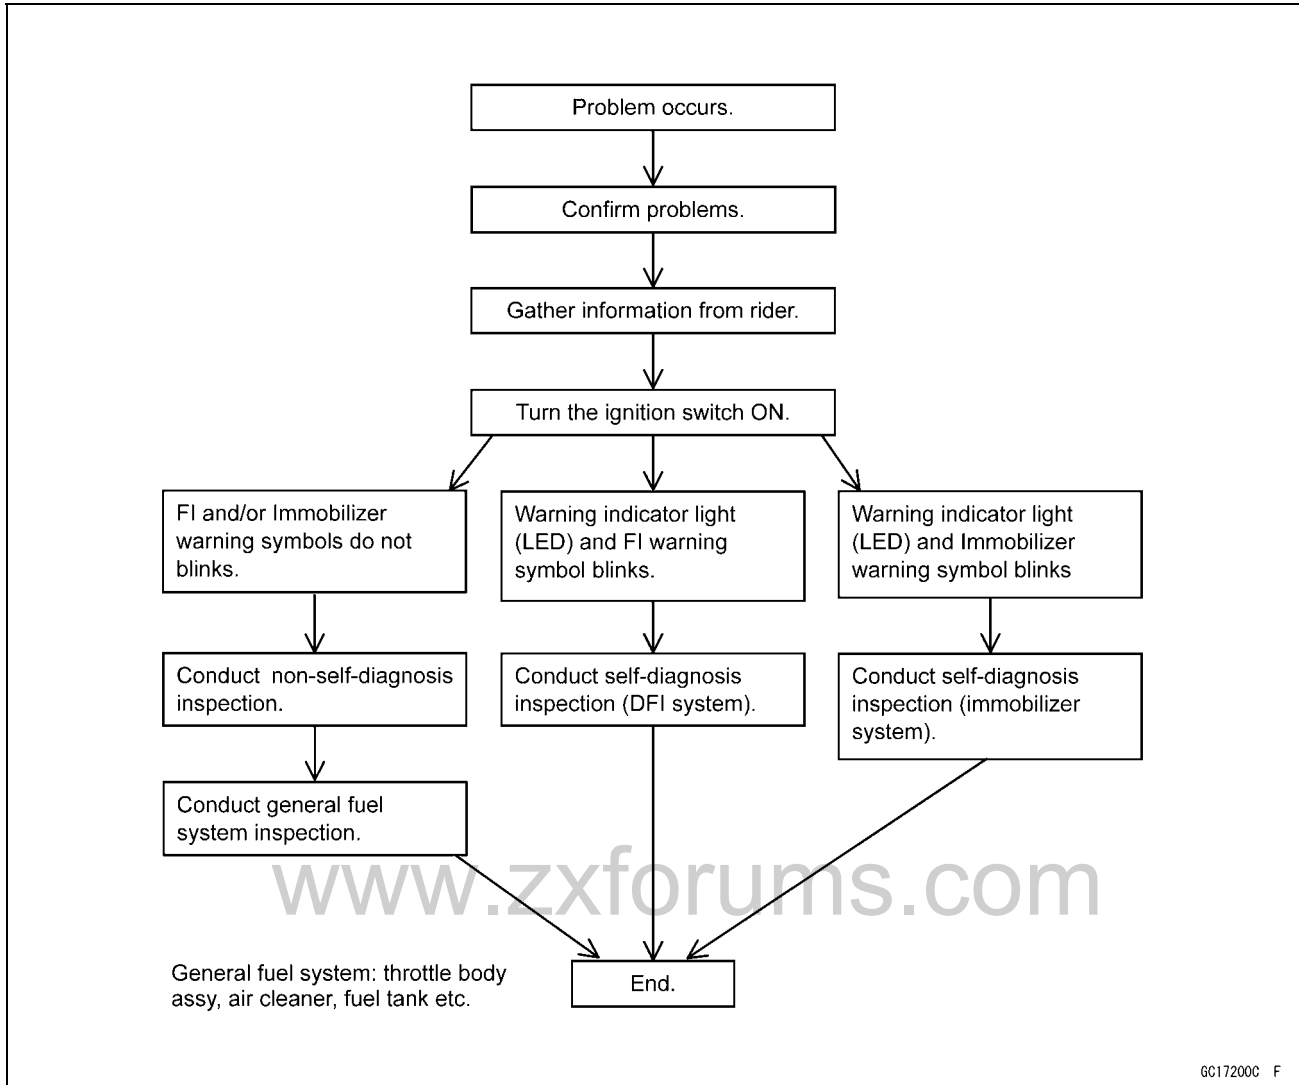 Problem occurs.
Confirm problems.
Gather information from rider.
Turn the ignition switch ON.
FI and/or Immobilizer
warning symbols do not
blinks.
Warning indicator light
(LED) and FI warning
symbol blinks.
Warning indicator light
(LED) and Immobilizer
warning symbol blinks
Conduct non-self-diagnosis
inspection.
Conduct self-diagnosis
inspection (DFI system).
Conduct self-diagnosis
inspection (immobilizer
system).
Conduct general fuel
system inspection.
www.zxforums.com
General fuel system: throttle body
assy, air cleaner, fuel tank etc.
End.
GC17200C F